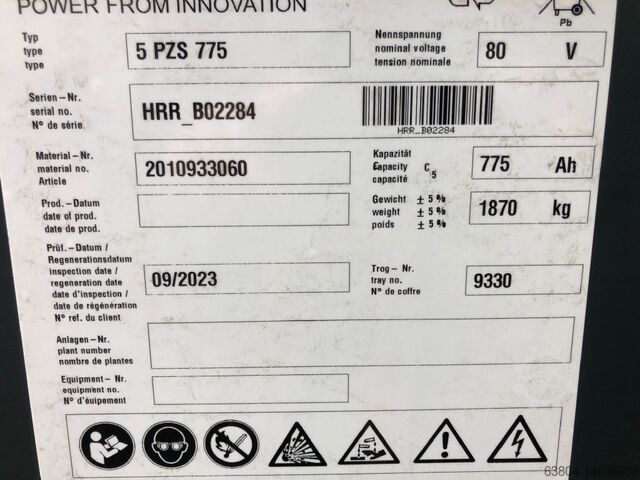 POWER FROM INNOVATION
Pb
Typ
type
type
5 PZS 775
Nennspannung
nominal voltage
tension nominale
80 V
Serien-Nr.
serial no.
N° de série
HRR_B02284
HRR_B02284
Material-Nr.
material no.
Article
2010933060
Kapazität
Capacity C5
capacité
775 Ah
Prod.-Datum
date of prod.
date de prod.
Gewicht ± 5 %
weight ± 5 %
poids ± 5 %
1870 kg
Prüf.-Datum /
Regenerationsdatum
inspection date /
regeneration date
date d'inspection /
date de régénération
N° ref. du client
09/2023
Trog-Nr.
tray no.
N° de coffre
9330
Anlagen-Nr.
plant number
nombre de plantes
Equipment-Nr.
equipment no.
N° d'éuipement